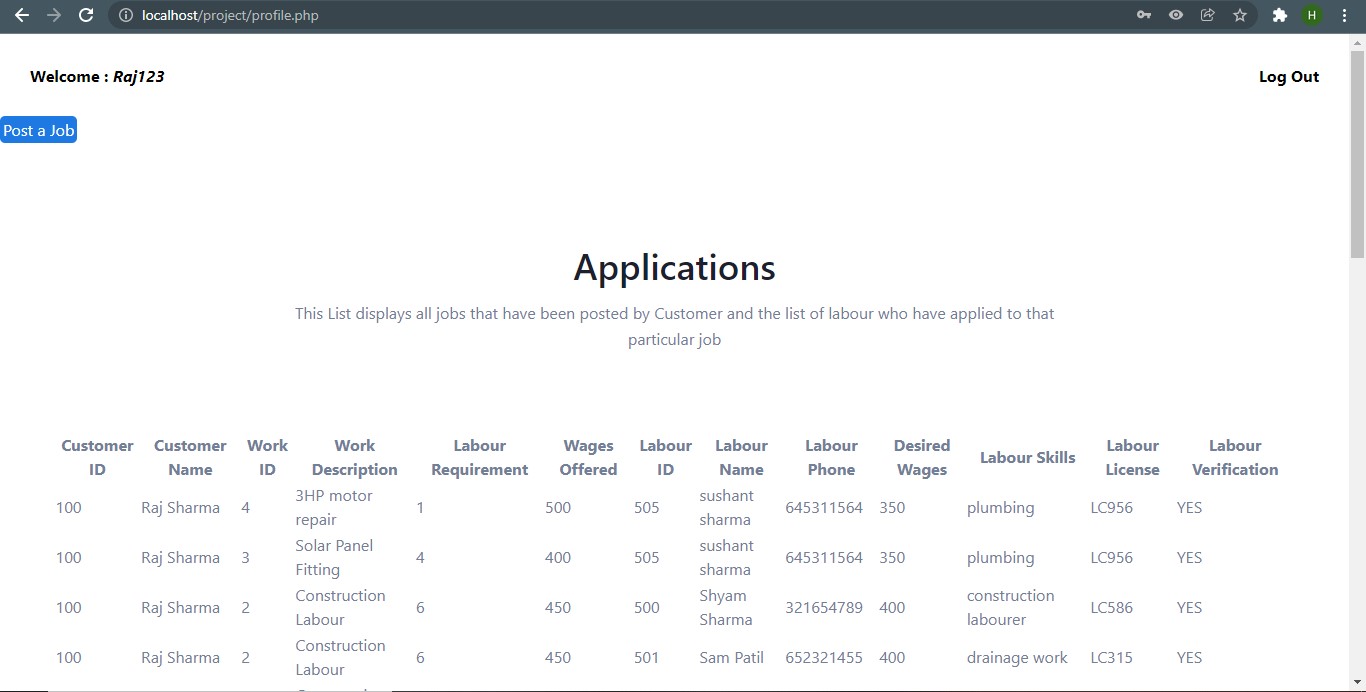 localhost/project/profile.php
H
Welcome : Raj123
Log Out
Post a Job
Applications
This List displays all jobs that have been posted by Customer and the list of labour who have applied to that
particular job
Customer ID Customer Name Work ID Work Description Labour Requirement Wages Offered Labour ID Labour Name Labour Phone Desired Wages Labour Skills Labour License Labour Verification
100 Raj Sharma 4 3HP motor repair 1 500 505 sushant sharma 645311564 350 plumbing LC956 YES
100 Raj Sharma 3 Solar Panel Fitting 4 400 505 sushant sharma 645311564 350 plumbing LC956 YES
100 Raj Sharma 2 Construction Labour 6 450 500 Shyam Sharma 321654789 400 construction labourer LC586 YES
100 Raj Sharma 2 Construction Labour 6 450 501 Sam Patil 652321455 400 drainage work LC315 YES